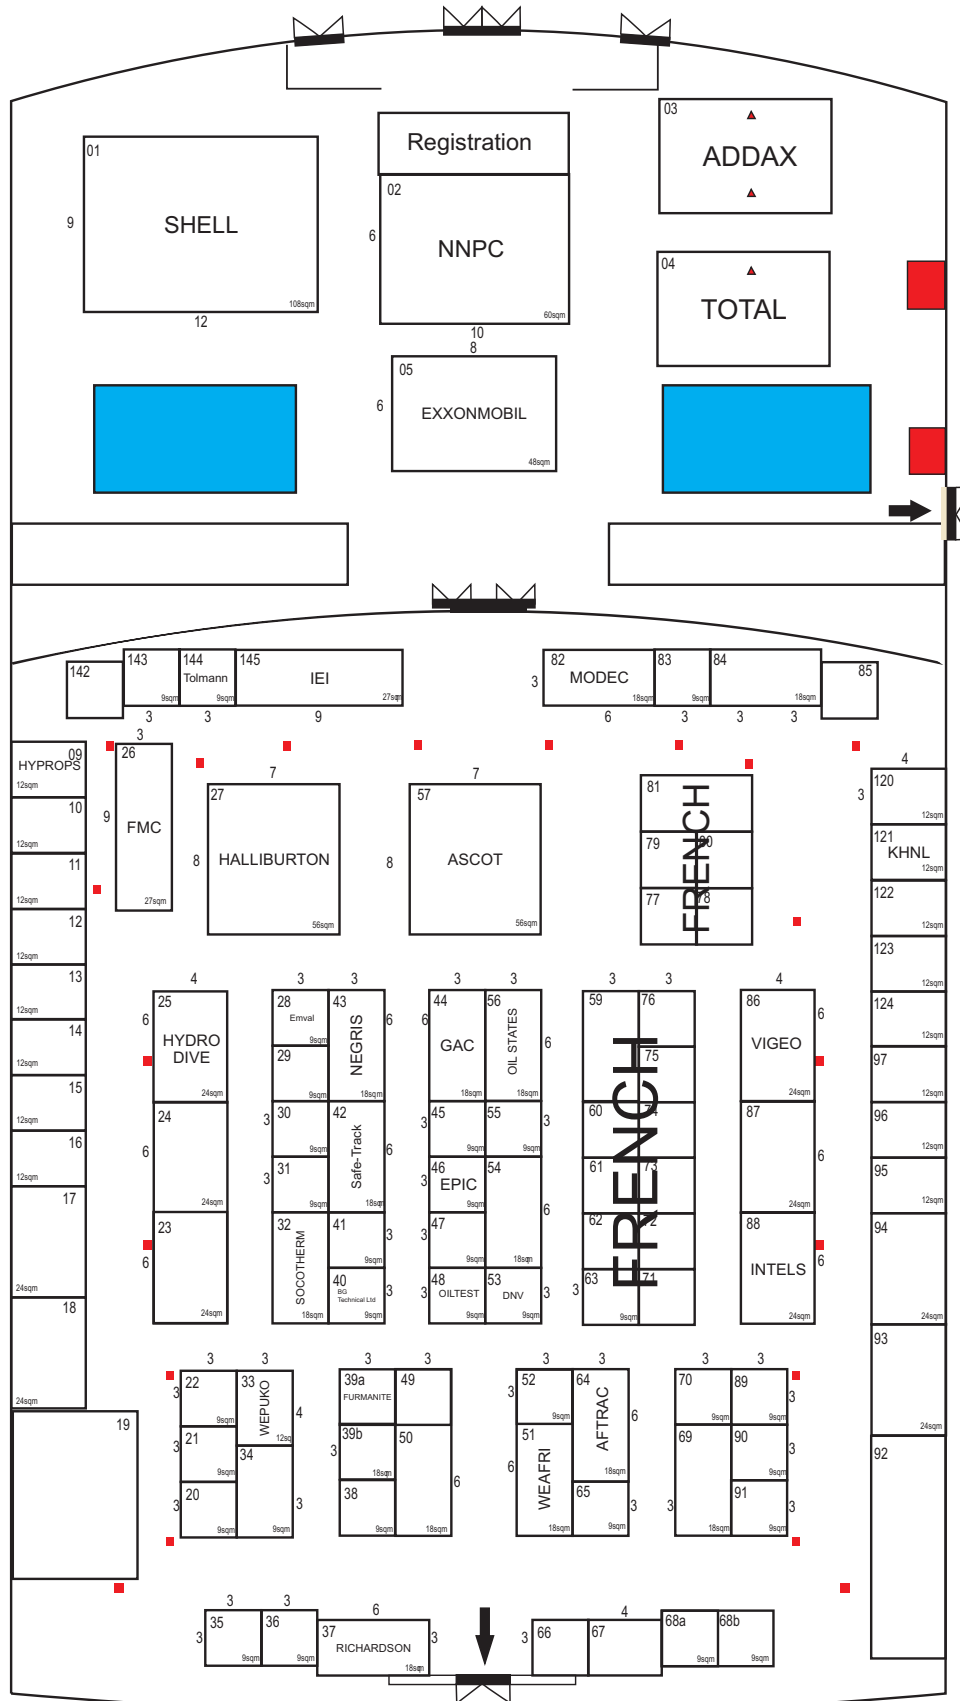 Registration
01
SHELL
9
108sqm
12
02
NNPC
6
60sqm
10
03
ADDAX
04
TOTAL
8
05
EXXONMOBIL
6
48sqm
142
143
9sqm
3
144
Tolmann
9sqm
3
145
IEI
27sqm
9
82
MODEC
3
18sqm
6
83
9sqm
3
84
18sqm
3
3
85
09
HYPROPS
12sqm
10
12sqm
11
12sqm
12
12sqm
13
12sqm
14
12sqm
15
12sqm
16
12sqm
17
24sqm
18
24sqm
19
3
26
FMC
9
27sqm
7
27
HALLIBURTON
8
56sqm
7
57
ASCOT
8
56sqm
81
79
80
77
78
FRENCH
4
120
3
12sqm
121
KHNL
12sqm
122
12sqm
123
12sqm
124
12sqm
97
12sqm
96
12sqm
95
12sqm
94
24sqm
93
24sqm
92
4
25
HYDRO
DIVE
6
24sqm
24
6
24sqm
23
6
24sqm
3
3
28
Emval
9sqm
29
9sqm
30
3
9sqm
31
3
9sqm
32
SOCOTHERM
18sqm
43
NEGRIS
6
18sqm
42
Safe-Track
6
18sqm
41
3
9sqm
40
BG
Technical Ltd
3
9sqm
3
3
44
GAC
6
18sqm
45
3
9sqm
46
EPIC
3
47
9sqm
48
OILTEST
3
9sqm
56
OIL STATES
6
18sqm
55
3
9sqm
54
6
18sqm
53
DNV
3
9sqm
3
3
59
76
75
60
74
61
73
62
72
63
71
3
9sqm
FRENCH
4
86
VIGEO
6
24sqm
87
6
24sqm
88
INTELS
6
24sqm
3
3
22
3
9sqm
21
3
9sqm
20
3
9sqm
33
WEPUKO
4
12sq
34
3
9sqm
3
3
39a
FURMANITE
39b
3
18sqm
38
9sqm
49
50
6
18sqm
3
3
52
3
9sqm
51
WEAFRI
6
18sqm
64
AFTRAC
6
18sqm
65
3
9sqm
3
3
70
9sqm
69
3
18sqm
89
3
9sqm
90
3
9sqm
91
3
9sqm
3
3
35
3
9sqm
36
9sqm
6
37
RICHARDSON
3
18sqm
3
66
4
67
68a
9sqm
68b
9sqm